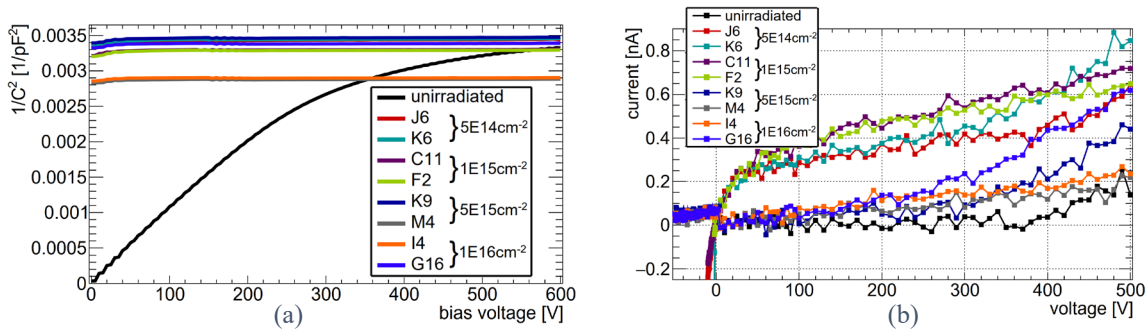 1/C² [1/pF²]
0.0035
0.003
0.0025
0.002
0.0015
0.001
0.0005
0
0 100 200 300 400 500 600
bias voltage [V]
unirradiated
J6
K6
}5E14cm⁻²
C11
F2
}1E15cm⁻²
K9
M4
}5E15cm⁻²
I4
G16
}1E16cm⁻²
(a)
current [nA]
0.8
0.6
0.4
0.2
0
−0.2
0 100 200 300 400 500
voltage [V]
unirradiated
J6
K6
}5E14cm⁻²
C11
F2
}1E15cm⁻²
K9
M4
}5E15cm⁻²
I4
G16
}1E16cm⁻²
(b)